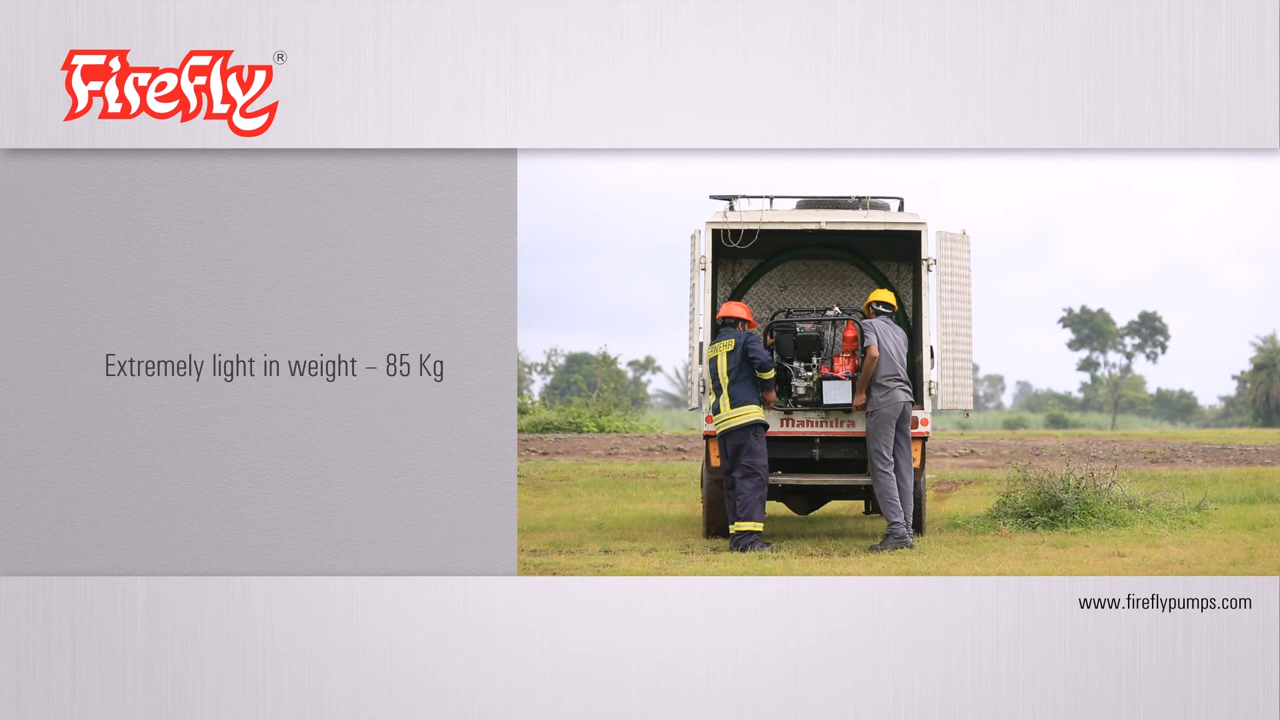 Firefly ®
Extremely light in weight – 85 Kg
Mahindra
www.fireflypumps.com